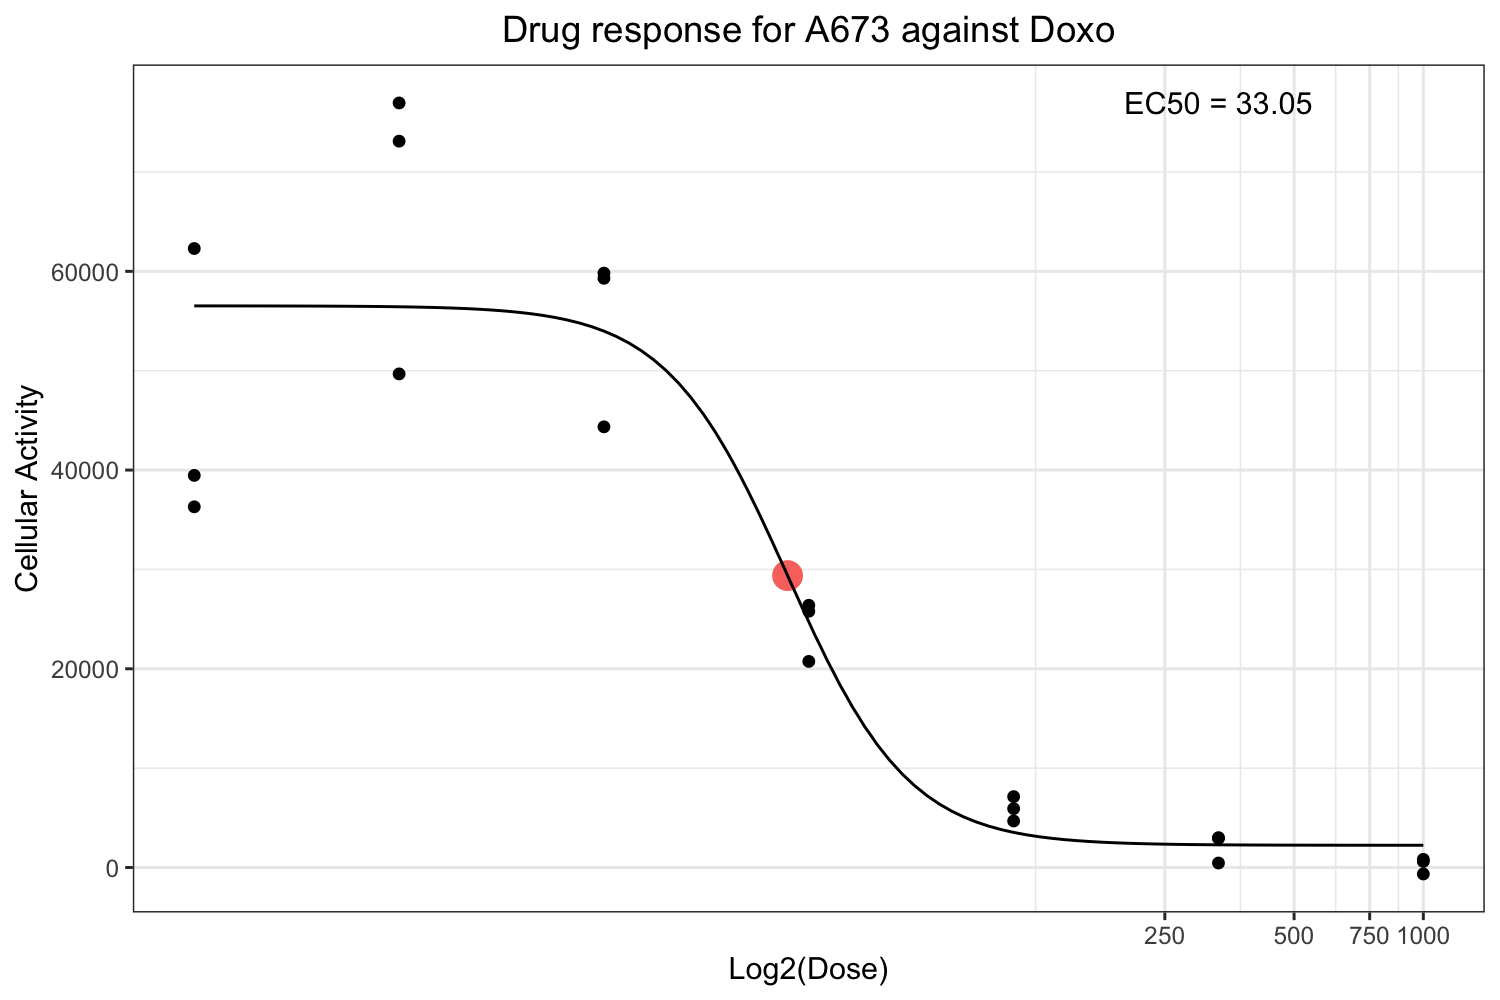 Drug response for A673 against Doxo
EC50 = 33.05
Cellular Activity
60000
40000
20000
0
250 500 750 1000
Log2(Dose)